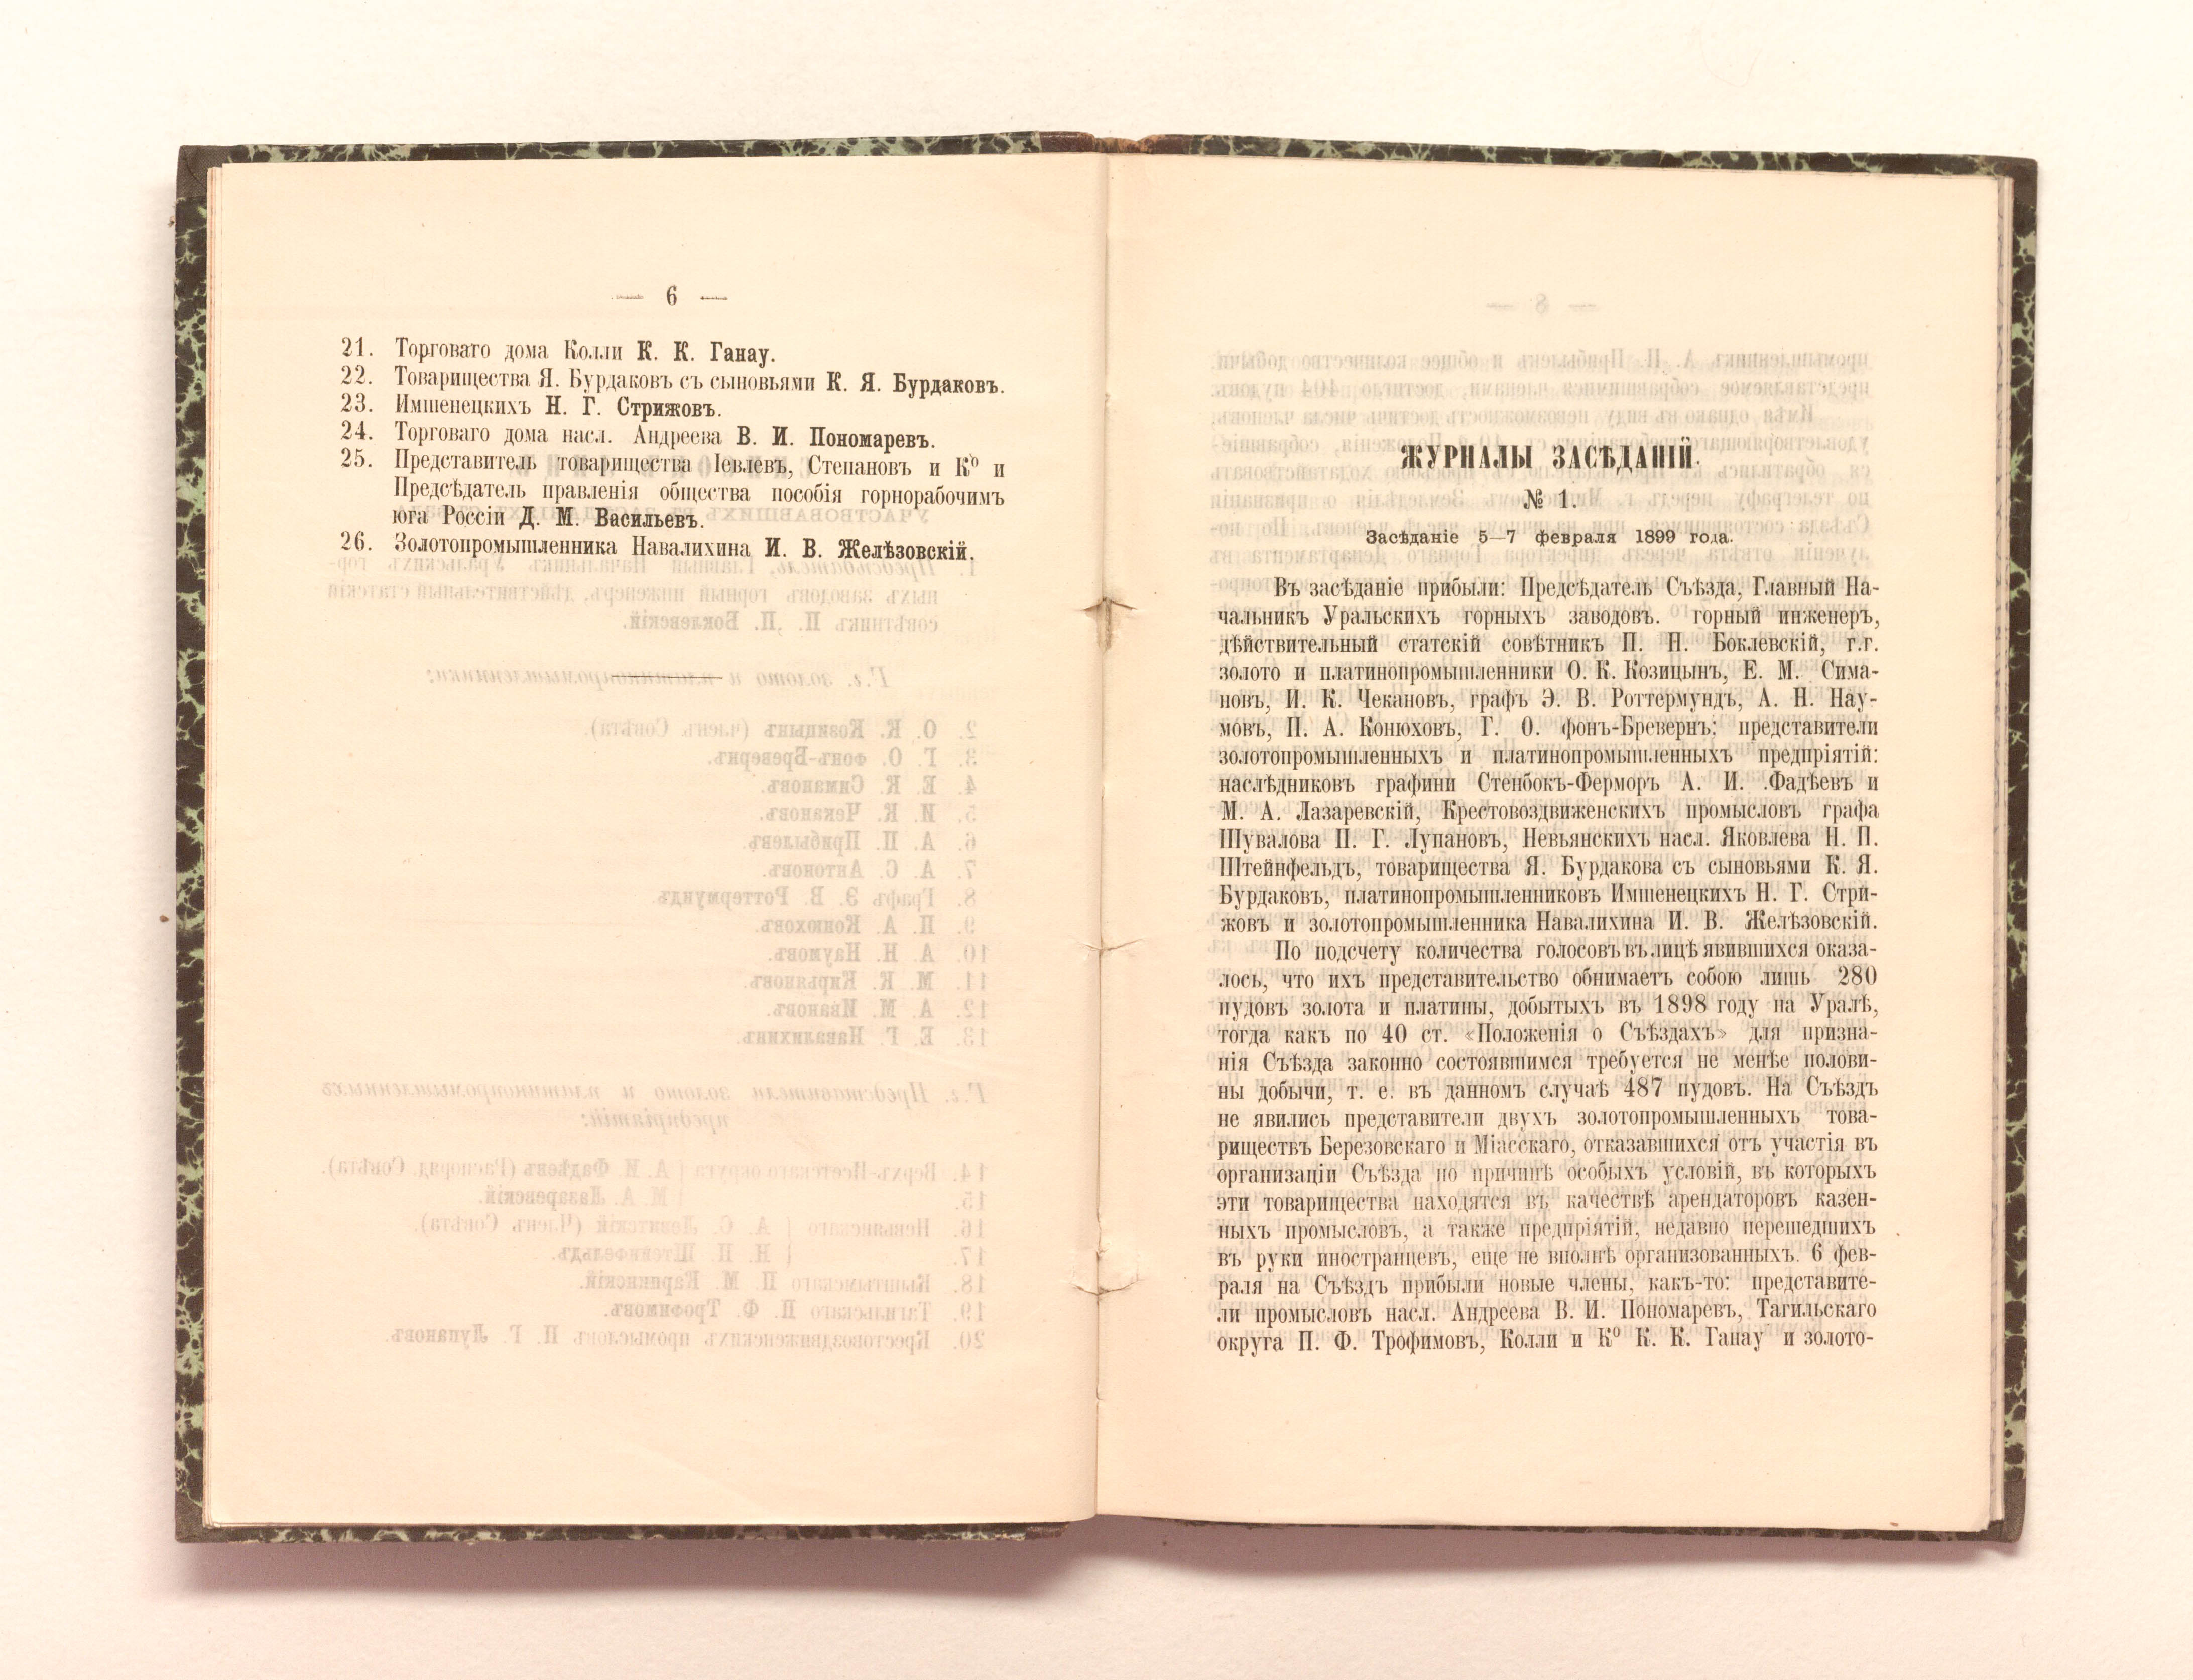 — 6 —
21. Торговаго дома Колли К. К. Ганау.
22. Товарищества Я. Бурдаковъ съ сыновьями К. Я. Бурдаковъ.
23. Имшенецкихъ Н. Г. Стрижовъ.
24. Торговаго дома насл. Андреева В. И. Пономаревъ.
25. Представитель товарищества Іевлевъ, Степановъ и К⁰ и
Предсѣдатель правленія общества пособія горнорабочимъ
юга Россіи Д. М. Васильевъ.
26. Золотопромышленника Навалихина И. В. Желѣзовскій.
ЖУРНАЛЫ ЗАСѢДАНІЙ.
№ 1.
Засѣданіе 5—7 февраля 1899 года.
Въ засѣданіе прибыли: Предсѣдатель Съѣзда, Главный На-
чальникъ Уральскихъ горныхъ заводовъ. горный инженеръ,
дѣйствительный статскій совѣтникъ П. П. Боклевскій, г.г.
золото и платинопромышленники О. К. Козицынъ, Е. М. Сима-
новъ, И. К. Чекановъ, графъ Э. В. Роттермундъ, А. Н. Нау-
мовъ, П. А. Конюховъ, Г. О. фонъ-Бревернъ; представители
золотопромышленныхъ и платинопромышленныхъ предпріятій:
наслѣдниковъ графини Стенбокъ-Ферморъ А. И. Фадѣевъ и
М. А. Лазаревскій, Крестовоздвиженскихъ промысловъ графа
Шувалова П. Г. Лупановъ, Невьянскихъ насл. Яковлева Н. П.
Штейнфельдъ, товарищества Я. Бурдакова съ сыновьями К. Я.
Бурдаковъ, платинопромышленниковъ Имшенецкихъ Н. Г. Стри-
жовъ и золотопромышленника Навалихина И. В. Желѣзовскій.
По подсчету количества голосовъ въ лицѣ явившихся оказа-
лось, что ихъ представительство обнимаетъ собою лишь 280
пудовъ золота и платины, добытыхъ въ 1898 году на Уралѣ,
тогда какъ по 40 ст. «Положенія о Съѣздахъ» для призна-
нія Съѣзда законно состоявшимся требуется не менѣе полови-
ны добычи, т. е. въ данномъ случаѣ 487 пудовъ. На Съѣздъ
не явились представители двухъ золотопромышленныхъ това-
риществъ Березовскаго и Міасскаго, отказавшихся отъ участія въ
организаціи Съѣзда по причинѣ особыхъ условій, въ которыхъ
эти товарищества находятся въ качествѣ арендаторовъ казен-
ныхъ промысловъ, а также предпріятій, недавно перешедшихъ
въ руки иностранцевъ, еще не вполнѣ организованныхъ. 6 фев-
раля на Съѣздъ прибыли новые члены, какъ-то: представите-
ли промысловъ насл. Андреева В. И. Пономаревъ, Тагильскаго
округа П. Ф. Трофимовъ, Колли и К⁰ К. К. Ганау и золото-